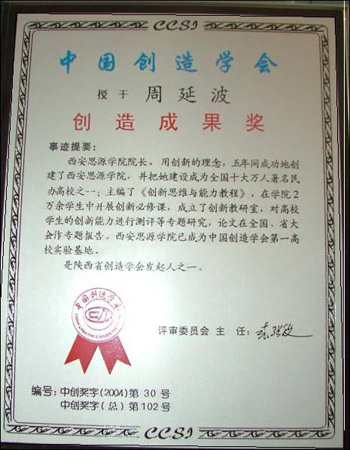 CCSI
中国创造学会
授于 周延波
创造成果奖
事迹提要:
西安思源学院院长。用创新的理念,五年间成功地创
建了西安思源学院,并把她建设成为全国十大万人著名民
办高校之一;主编了《创新思维与能力教程》,在学院2
万余学生中开展创新必修课,成立了创新教研室,对高校
学生的创新能力进行测评等专题研究,论文在全国、省大
会作专题报告。西安思源学院已成为中国创造学会第一高
校实验基地。
是陕西省创造学会发起人之一。
中国创造学会
评审委员会 主 任:
编号:中创奖字(2004)第 30 号
中创奖字(总)第 102 号
CCSI